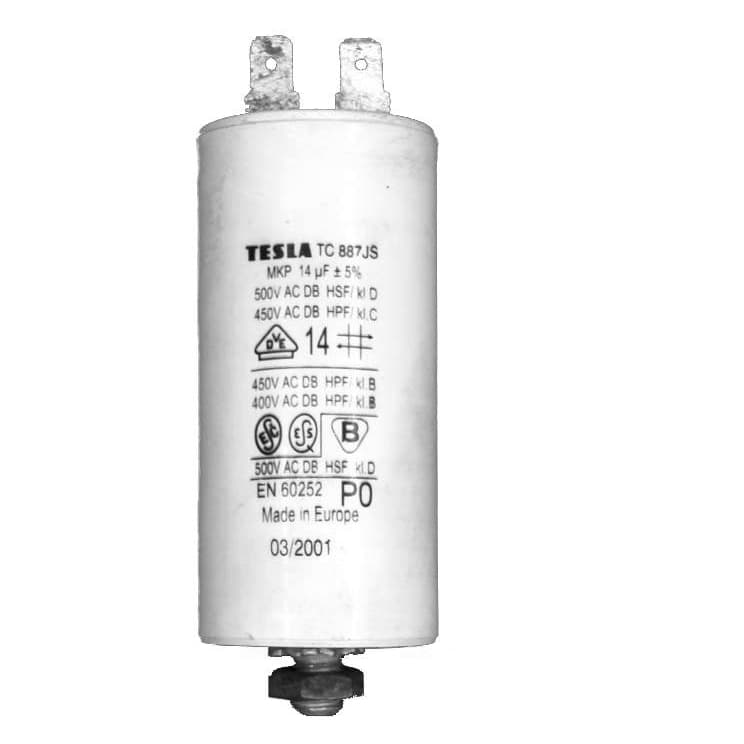 TESLA TC 887JS
MKP 14 µF ± 5%
500V AC DB HSF/ kl.D
450V AC DB HPF/ kl.C
DVE 14
450V AC DB HPF/ kl.B
400V AC DB HPF/ kl.B
ESC ESS B
500V AC DB HSF kl.D
EN 60252 P0
Made in Europe
03/2001